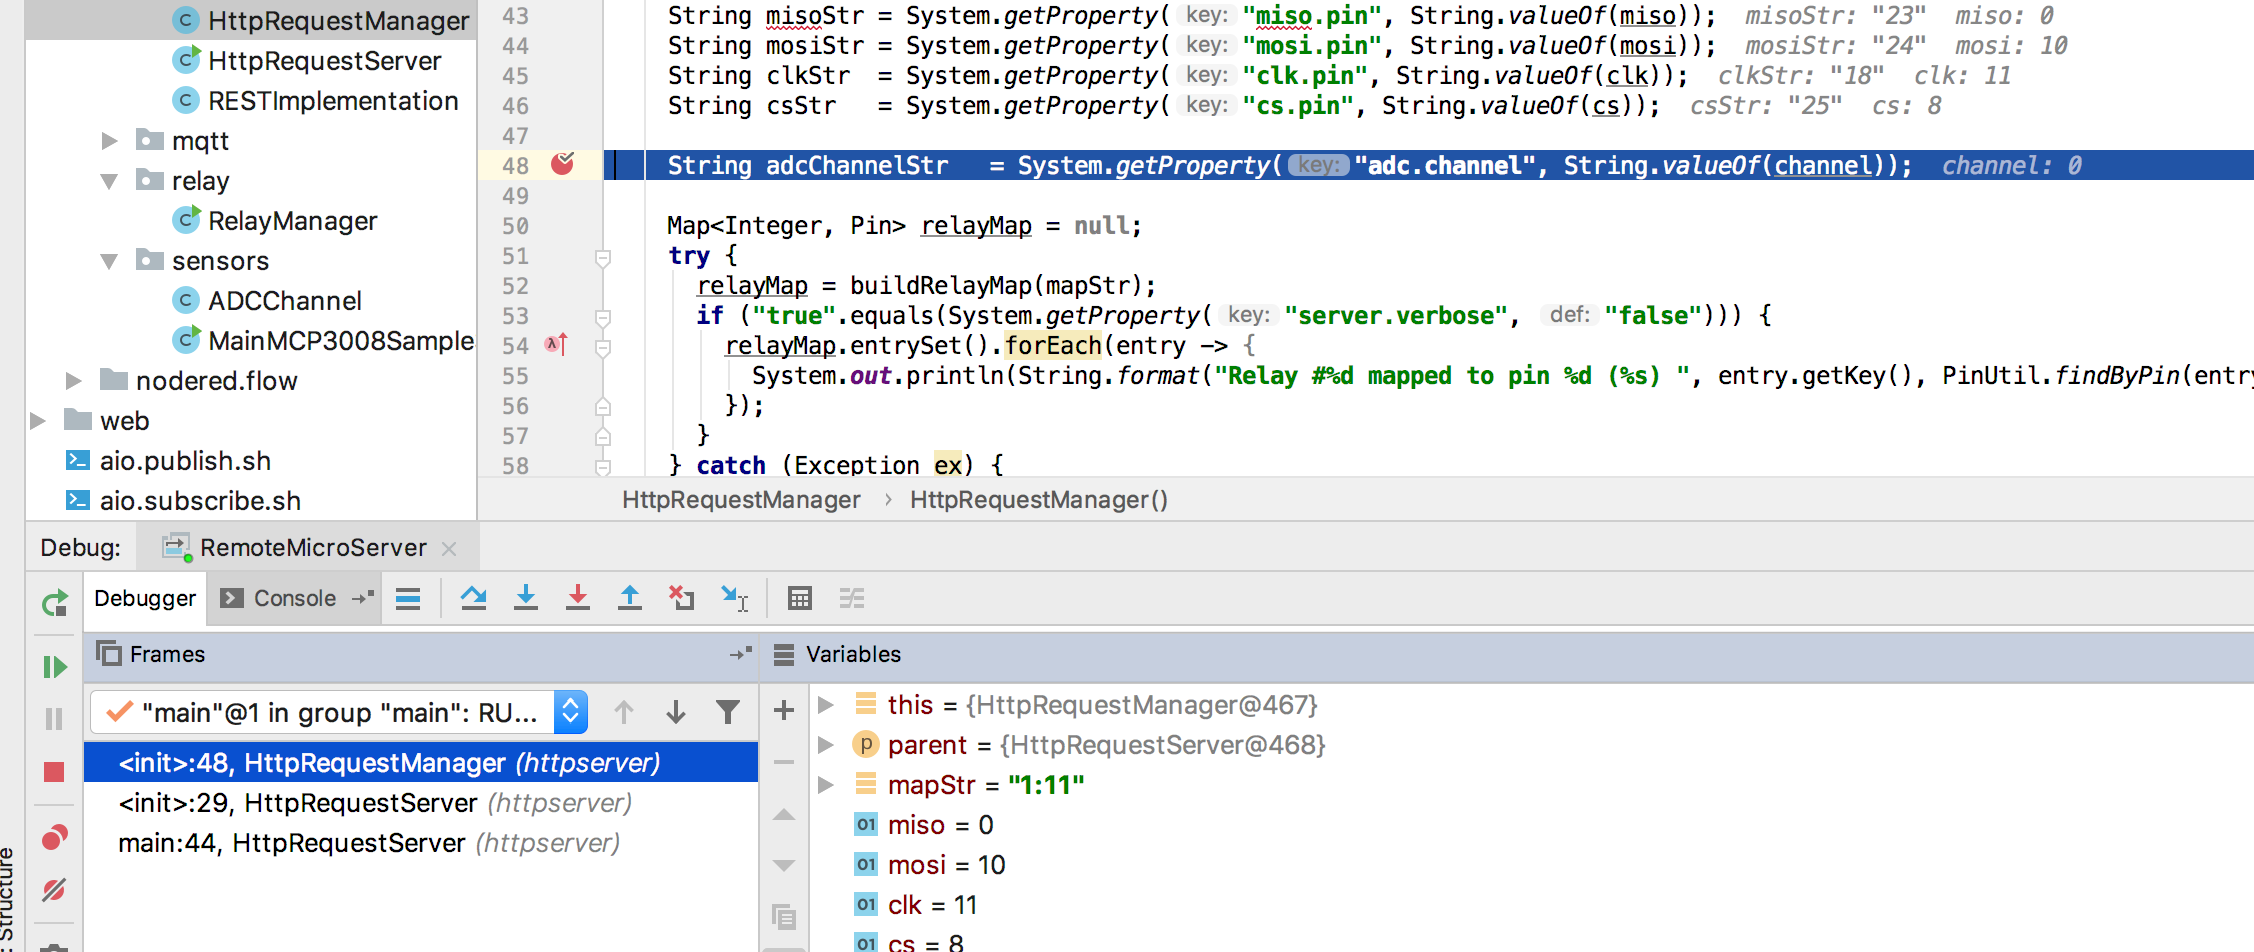 HttpRequestManager
HttpRequestServer
RESTImplementation
mqtt
relay
RelayManager
sensors
ADCChannel
MainMCP3008Sample
nodered.flow
web
aio.publish.sh
aio.subscribe.sh
43 String misoStr = System.getProperty( key: "miso.pin", String.valueOf(miso)); misoStr: "23" miso: 0
44 String mosiStr = System.getProperty( key: "mosi.pin", String.valueOf(mosi)); mosiStr: "24" mosi: 10
45 String clkStr = System.getProperty( key: "clk.pin", String.valueOf(clk)); clkStr: "18" clk: 11
46 String csStr = System.getProperty( key: "cs.pin", String.valueOf(cs)); csStr: "25" cs: 8
47
48 String adcChannelStr = System.getProperty( key: "adc.channel", String.valueOf(channel)); channel: 0
49
50 Map<Integer, Pin> relayMap = null;
51 try {
52 relayMap = buildRelayMap(mapStr);
53 if ("true".equals(System.getProperty( key: "server.verbose", def: "false"))) {
54 relayMap.entrySet().forEach(entry -> {
55 System.out.println(String.format("Relay #%d mapped to pin %d (%s) ", entry.getKey(), PinUtil.findByPin(entry
56 });
57 }
58 } catch (Exception ex) {
HttpRequestManager › HttpRequestManager()
Debug: RemoteMicroServer
Debugger Console
Frames
"main"@1 in group "main": RU...
<init>:48, HttpRequestManager (httpserver)
<init>:29, HttpRequestServer (httpserver)
main:44, HttpRequestServer (httpserver)
Variables
this = {HttpRequestManager@467}
parent = {HttpRequestServer@468}
mapStr = "1:11"
01 miso = 0
01 mosi = 10
01 clk = 11
01 cs = 8
: Structure